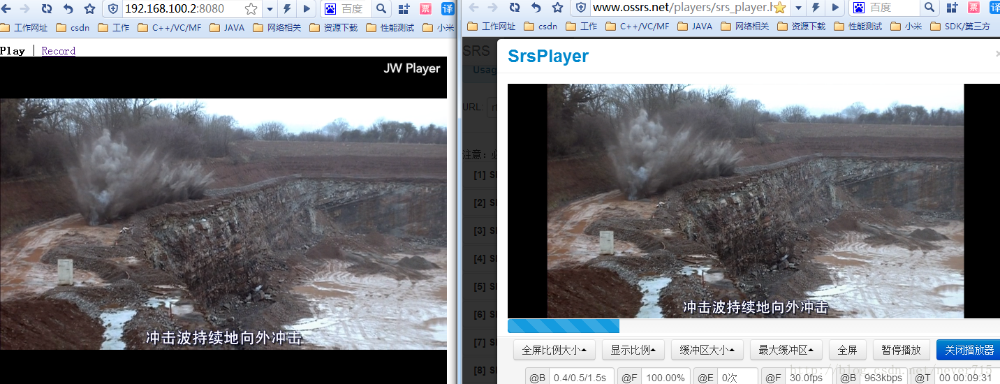 192.168.100.2:8080
百度
票
译
工作网址
csdn
工作
C++/VC/MF
JAVA
网络相关
资源下载
性能测试
小米
Play | Record
JW Player
冲击波持续地向外冲击
www.ossrs.net/players/srs_player.h
百度
票
译
工作网址
csdn
工作
C++/VC/MF
JAVA
网络相关
资源下载
性能测试
小米
SDK/第三方
SRS
SrsPlayer
Usag
URL:
注意：必
[1] S
[2] S
[3] S
[4] S
[5] S
[6] S
[7] S
[8] S
冲击波持续地向外冲击
全屏比例大小 显示比例 缓冲区大小 最大缓冲区 全屏 暂停播放 关闭播放器
@B 0.4/0.5/1.5s @F 100.00% @E 0次 @F 30.0fps @B 963kbps @T 00 00:09:31
http://blog.csdn.net/never715